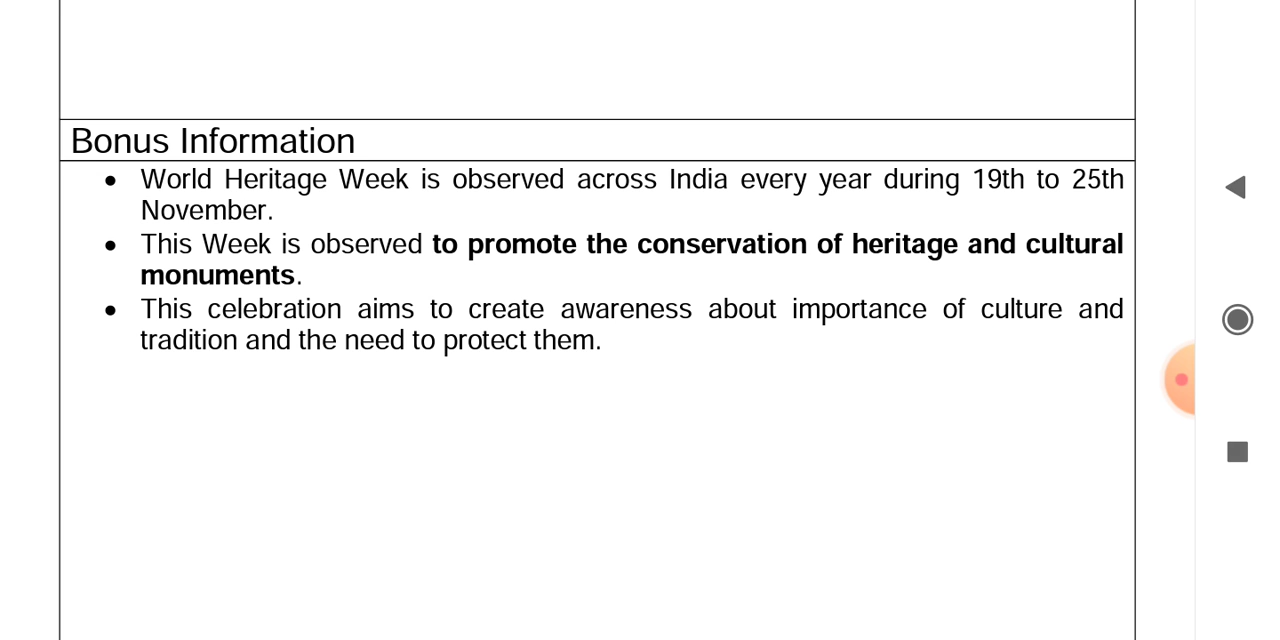 Bonus Information
• World Heritage Week is observed across India every year during 19th to 25th
November.
• This Week is observed to promote the conservation of heritage and cultural
monuments.
• This celebration aims to create awareness about importance of culture and
tradition and the need to protect them.